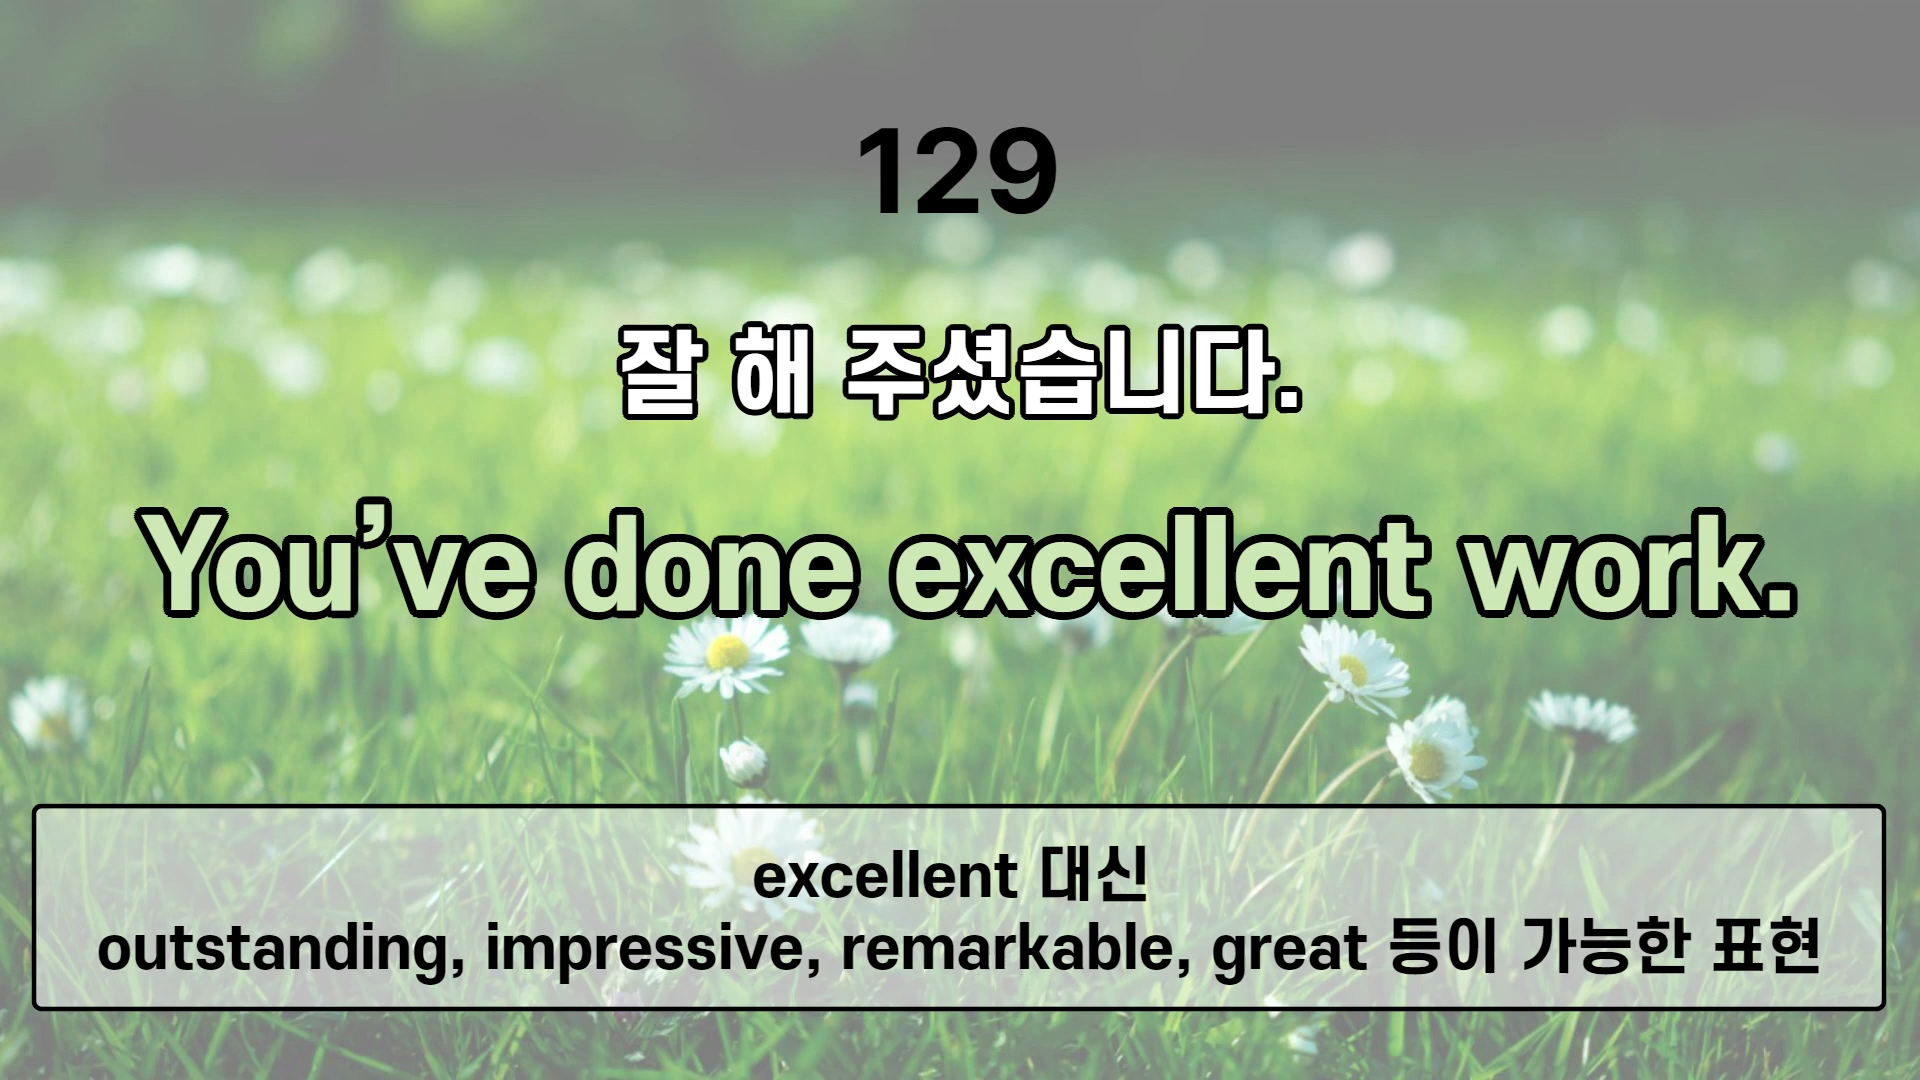 129
잘 해 주셨습니다.
You’ve done excellent work.
excellent 대신
outstanding, impressive, remarkable, great 등이 가능한 표현